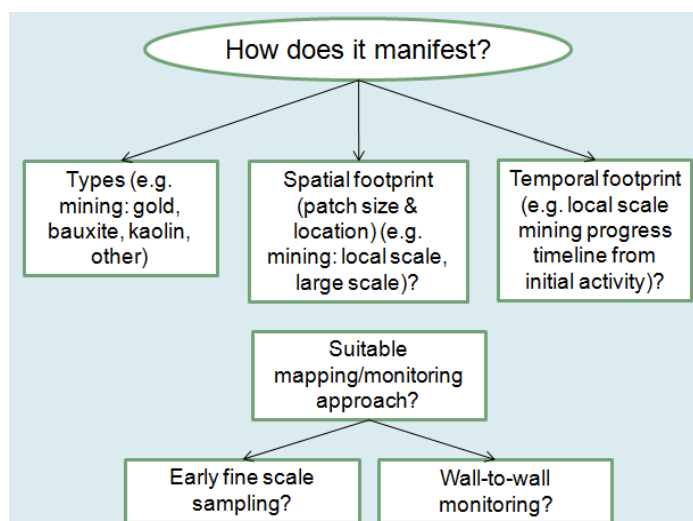 How does it manifest?
Types (e.g.
mining: gold,
bauxite, kaolin,
other)
Spatial footprint
(patch size &
location) (e.g.
mining: local scale,
large scale)?
Temporal footprint
(e.g. local scale
mining progress
timeline from
initial activity)?
Suitable
mapping/monitoring
approach?
Early fine scale
sampling?
Wall-to-wall
monitoring?